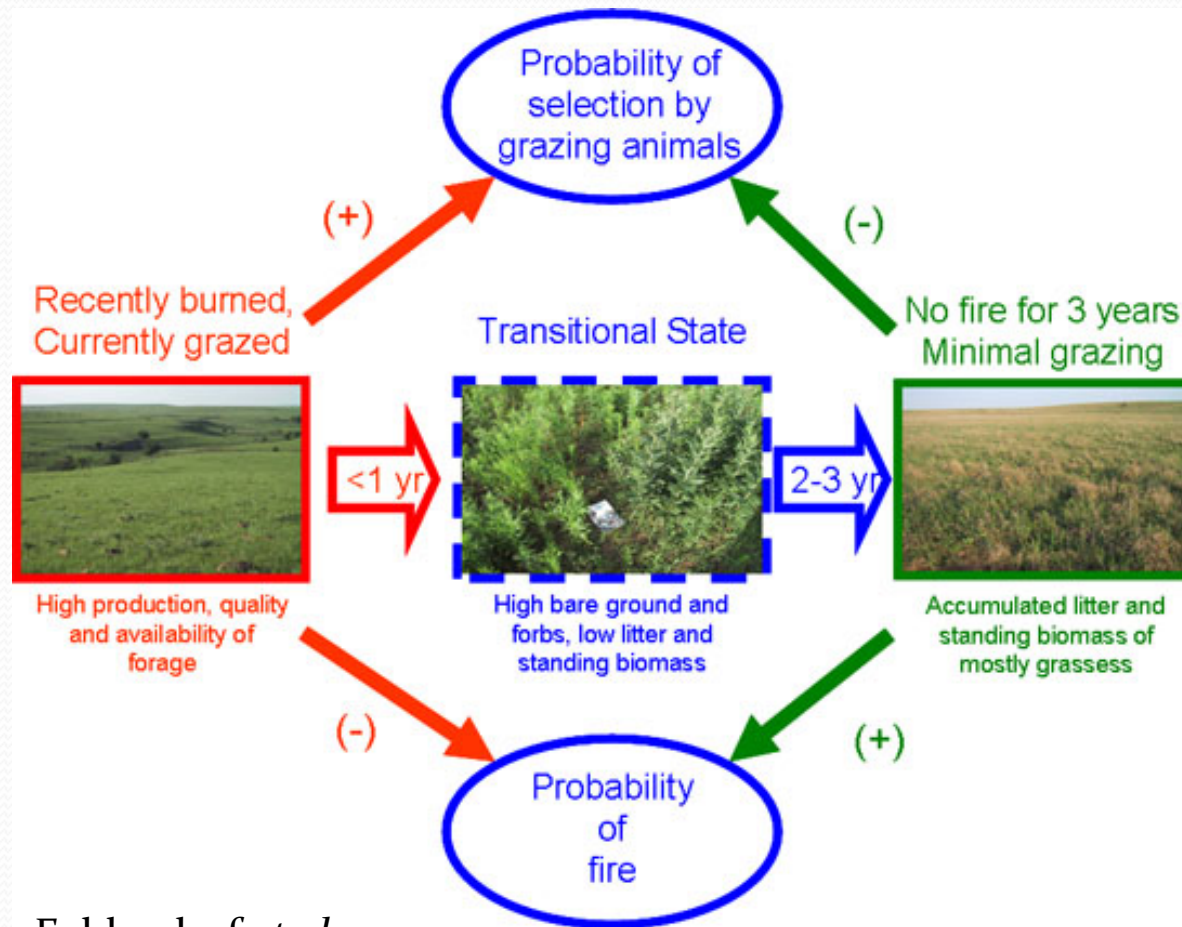 Probability of
selection by
grazing animals
(+)
(-)
Recently burned,
Currently grazed
Transitional State
No fire for 3 years
Minimal grazing
<1 yr
2-3 yr
High production, quality
and availability of
forage
High bare ground and
forbs, low litter and
standing biomass
Accumulated litter and
standing biomass of
mostly grassess
(-)
(+)
Probability
of
fire